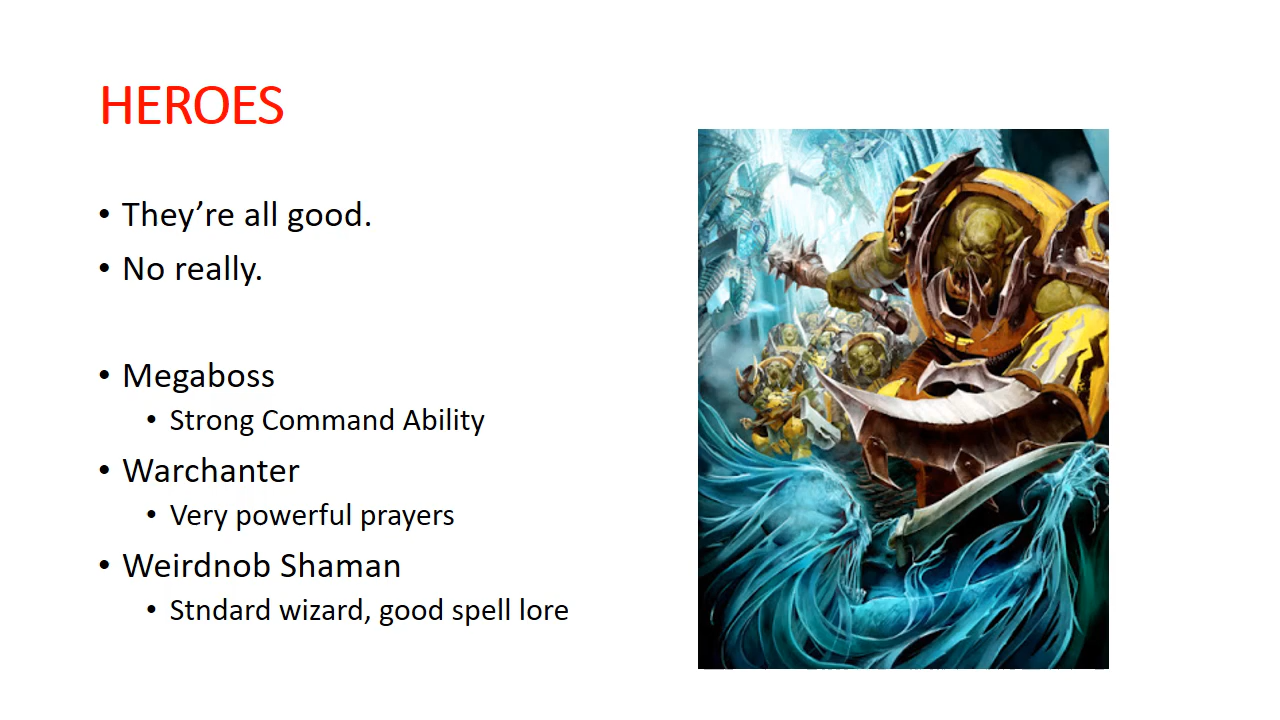 HEROES
• They’re all good.
• No really.
• Megaboss
• Strong Command Ability
• Warchanter
• Very powerful prayers
• Weirdnob Shaman
• Stndard wizard, good spell lore